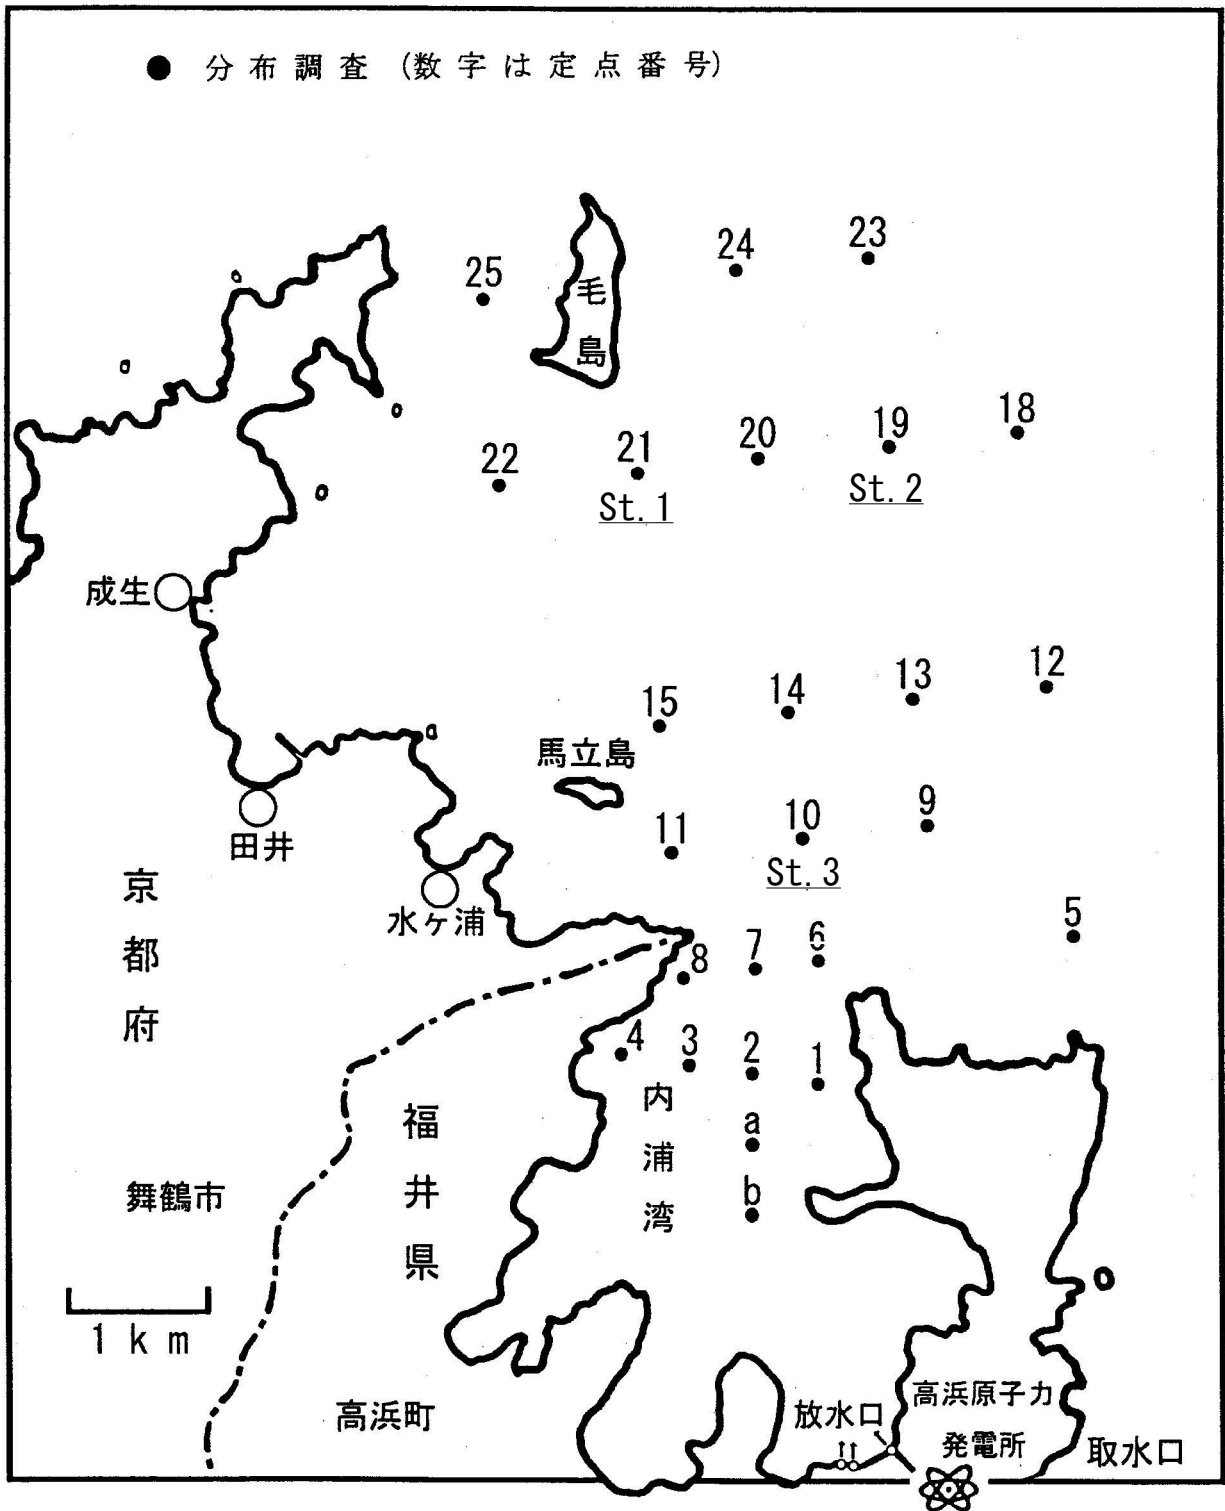 ● 分布調査 (数字は定点番号)
23
24
25
毛島
18
19
20
21
22
St. 2
St. 1
成生
12
13
14
15
馬立島
9
10
11
田井
St. 3
水ヶ浦
京都府
5
6
7
8
4
3
2
1
内浦湾
a
b
福井県
舞鶴市
1 km
高浜町
放水口
高浜原子力
発電所
取水口